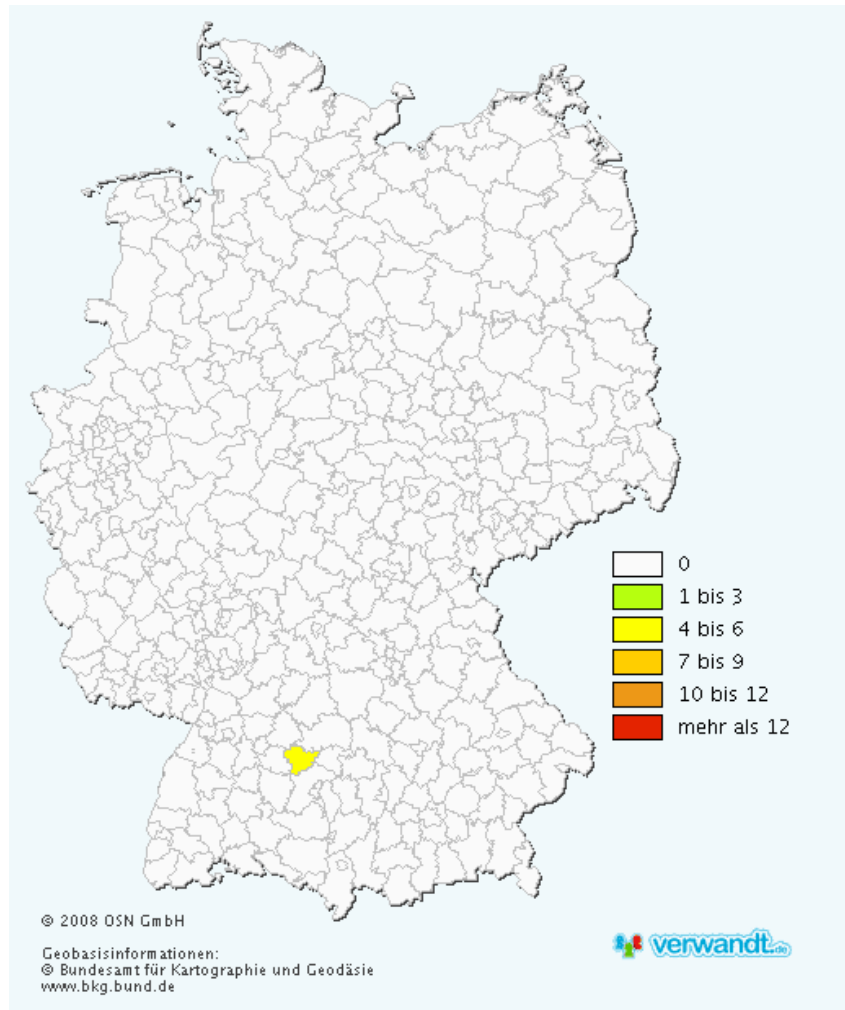 0
1 bis 3
4 bis 6
7 bis 9
10 bis 12
mehr als 12
© 2008 OSN GmbH
verwandt.de
Geobasisinformationen:
© Bundesamt für Kartographie und Geodäsie
www.bkg.bund.de